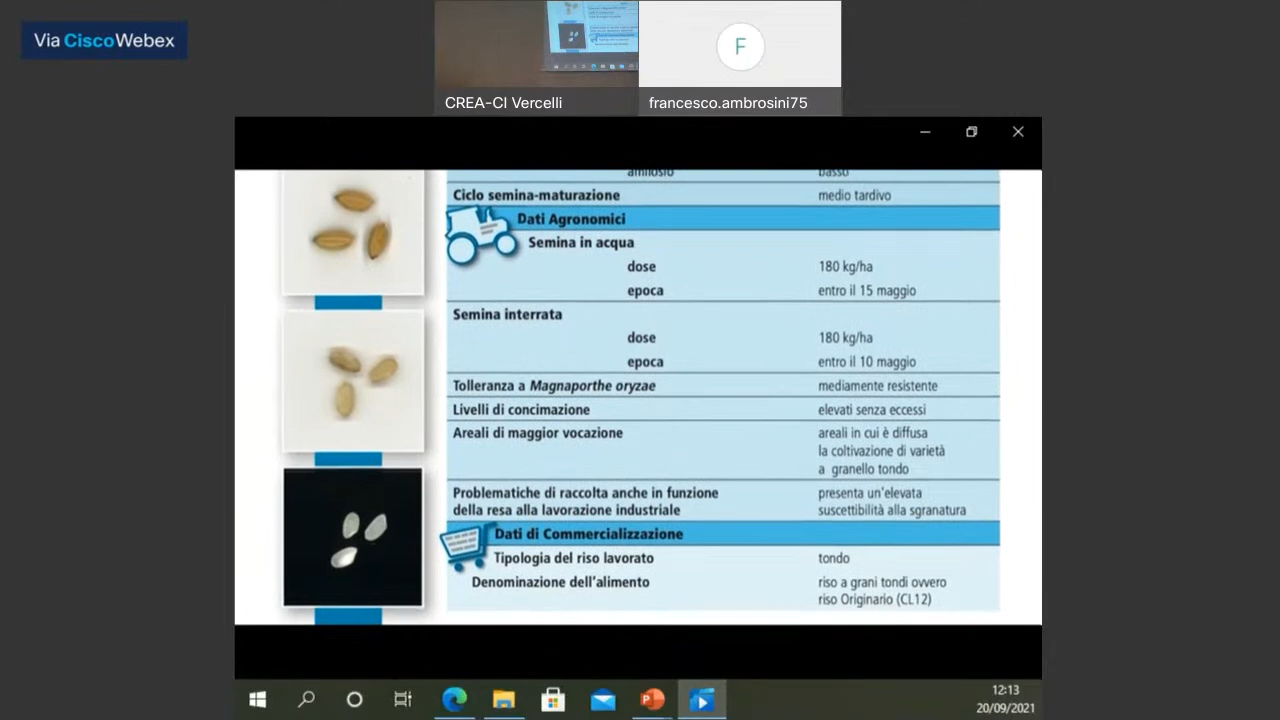 Via Cisco Webex
F
CREA-CI Vercelli
francesco.ambrosini75
amilosio basso
Ciclo semina-maturazione medio tardivo
Dati Agronomici
Semina in acqua
dose 180 kg/ha
epoca entro il 15 maggio
Semina interrata
dose 180 kg/ha
epoca entro il 10 maggio
Tolleranza a Magnaporthe oryzae mediamente resistente
Livelli di concimazione elevati senza eccessi
Areali di maggior vocazione areali in cui è diffusa
la coltivazione di varietà
a granello tondo
Problematiche di raccolta anche in funzione presenta un'elevata
della resa alla lavorazione industriale suscettibilità alla sgranatura
Dati di Commercializzazione
Tipologia del riso lavorato tondo
Denominazione dell'alimento riso a grani tondi ovvero
riso Originario (CL12)
12:13
20/09/2021